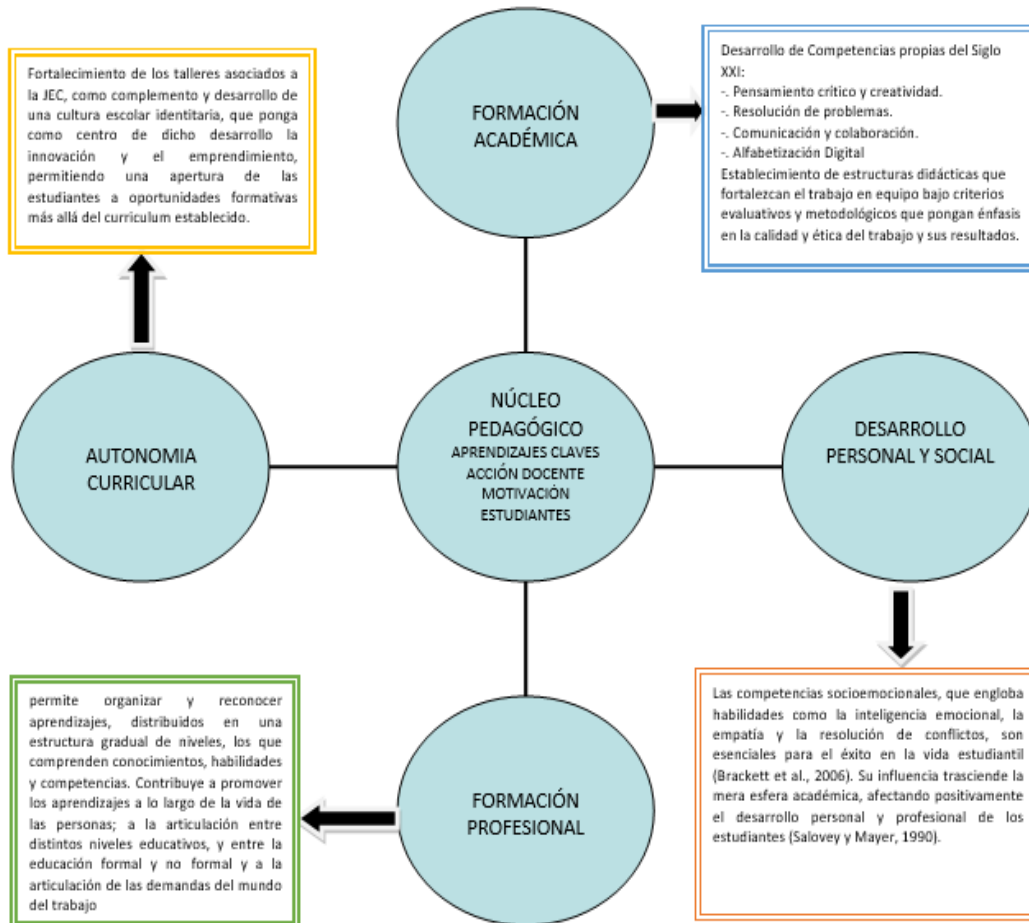 Fortalecimiento de los talleres asociados a
la JEC, como complemento y desarrollo de
una cultura escolar identitaria, que ponga
como centro de dicho desarrollo la
innovación y el emprendimiento,
permitiendo una apertura de las
estudiantes a oportunidades formativas
más allá del curriculum establecido.
FORMACIÓN
ACADÉMICA
Desarrollo de Competencias propias del Siglo
XXI:
-. Pensamiento crítico y creatividad.
-. Resolución de problemas.
-. Comunicación y colaboración.
-. Alfabetización Digital
Establecimiento de estructuras didácticas que
fortalezcan el trabajo en equipo bajo criterios
evaluativos y metodológicos que pongan énfasis
en la calidad y ética del trabajo y sus resultados.
AUTONOMIA
CURRICULAR
NÚCLEO
PEDAGÓGICO
APRENDIZAJES CLAVES
ACCIÓN DOCENTE
MOTIVACIÓN
ESTUDIANTES
DESARROLLO
PERSONAL Y SOCIAL
permite organizar y reconocer
aprendizajes, distribuidos en una
estructura gradual de niveles, los que
comprenden conocimientos, habilidades
y competencias. Contribuye a promover
los aprendizajes a lo largo de la vida de
las personas; a la articulación entre
distintos niveles educativos, y entre la
educación formal y no formal y a la
articulación de las demandas del mundo
del trabajo
FORMACIÓN
PROFESIONAL
Las competencias socioemocionales, que engloba
habilidades como la inteligencia emocional, la
empatía y la resolución de conflictos, son
esenciales para el éxito en la vida estudiantil
(Brackett et al., 2006). Su influencia trasciende la
mera esfera académica, afectando positivamente
el desarrollo personal y profesional de los
estudiantes (Salovey y Mayer, 1990).